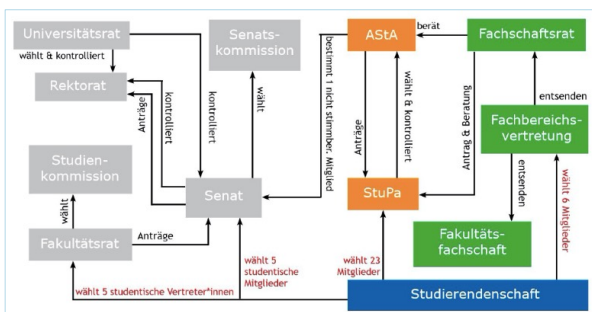 Universitätsrat
Senats-
kommission
AStA
berät
Fachschaftsrat
wählt & kontrolliert
Rektorat
Anträge
kontrolliert
kontrolliert
wählt
bestimmt 1 nicht stimmber. Mitglied
Anträge
wählt & kontrolliert
Antrag & Beratung
entsenden
Fachbereichs-
vertretung
Studien-
kommission
wählt
Senat
StuPa
entsenden
wählt 6 Mitglieder
Fakultätsrat
Anträge
Fakultäts-
fachschaft
wählt 5
studentische
Mitglieder
wählt 23
Mitglieder
wählt 5 studentische Vertreter*innen
Studierendenschaft